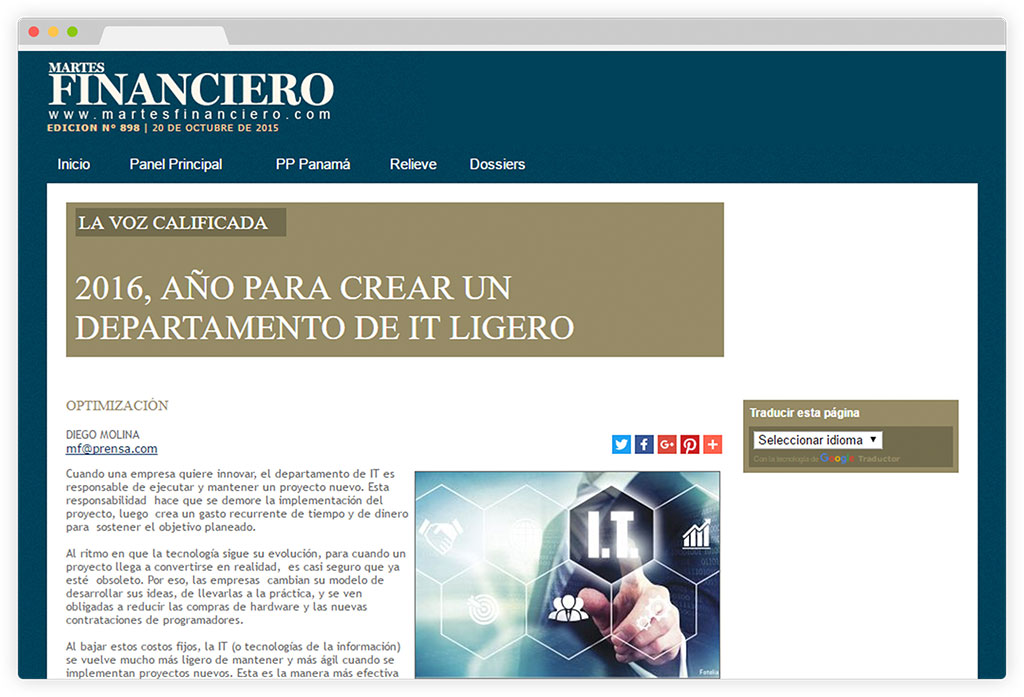 MARTES
FINANCIERO
www.martesfinanciero.com
EDICION Nº 898 | 20 DE OCTUBRE DE 2015
Inicio Panel Principal PP Panamá Relieve Dossiers
LA VOZ CALIFICADA
2016, AÑO PARA CREAR UN
DEPARTAMENTO DE IT LIGERO
OPTIMIZACIÓN
DIEGO MOLINA
mf@prensa.com
Cuando una empresa quiere innovar, el departamento de IT es
responsable de ejecutar y mantener un proyecto nuevo. Esta
responsabilidad hace que se demore la implementación del
proyecto, luego crea un gasto recurrente de tiempo y de dinero
para sostener el objetivo planeado.
Al ritmo en que la tecnología sigue su evolución, para cuando un
proyecto llega a convertirse en realidad, es casi seguro que ya
esté obsoleto. Por eso, las empresas cambian su modelo de
desarrollar sus ideas, de llevarlas a la práctica, y se ven
obligadas a reducir las compras de hardware y las nuevas
contrataciones de programadores.
Al bajar estos costos fijos, la IT (o tecnologías de la información)
se vuelve mucho más ligero de mantener y más ágil cuando se
implementan proyectos nuevos. Esta es la manera más efectiva
I.T.
Fotolia
Traducir esta página
Seleccionar idioma ▼
Con la tecnología de Google Traductor